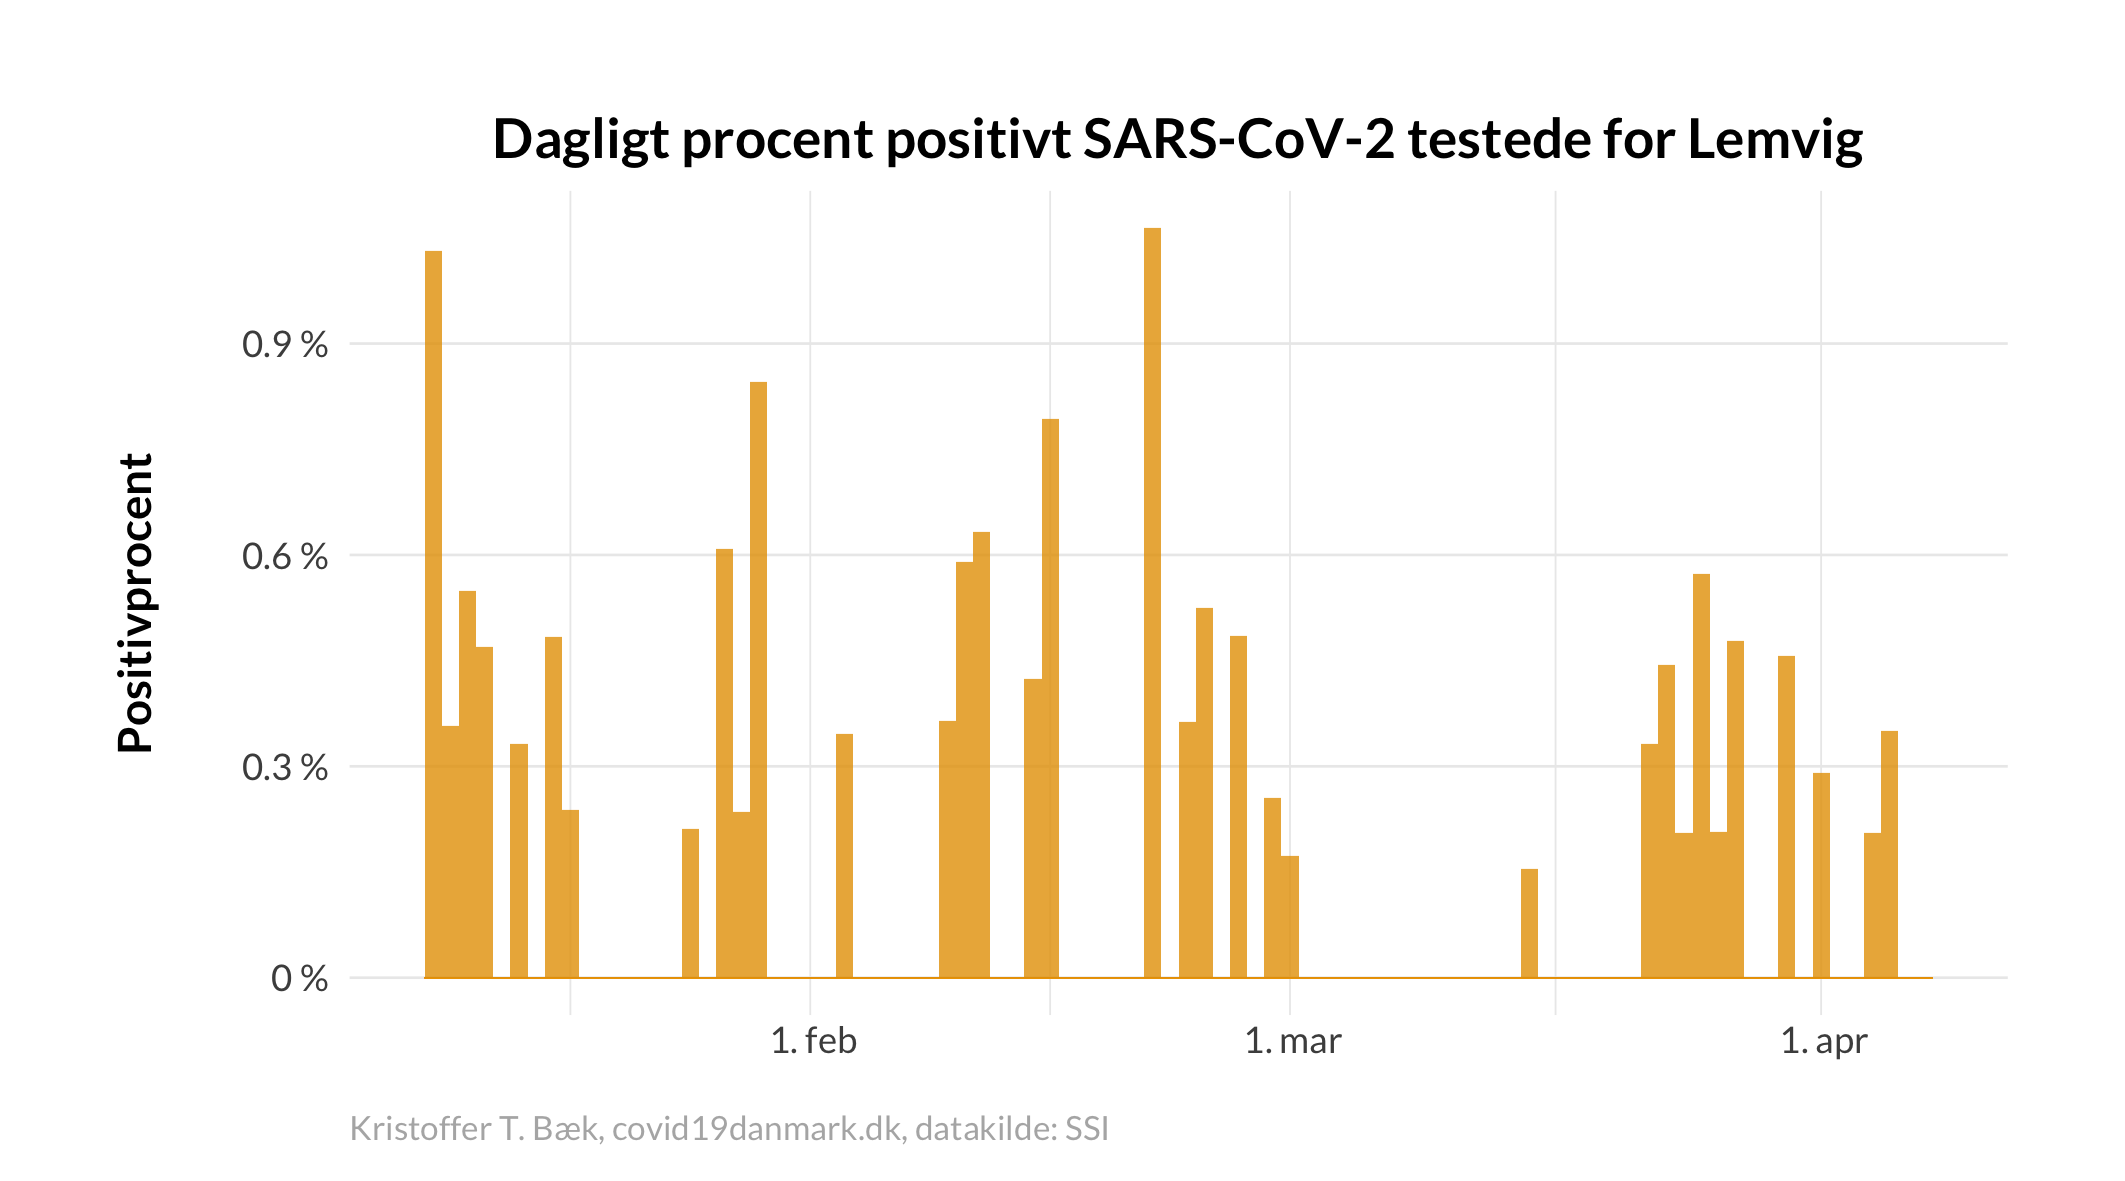 Dagligt procent positivt SARS-CoV-2 testede for Lemvig
Positivprocent
0.9 %
0.6 %
0.3 %
0 %
1. feb
1. mar
1. apr
Kristoffer T. Bæk, covid19danmark.dk, datakilde: SSI